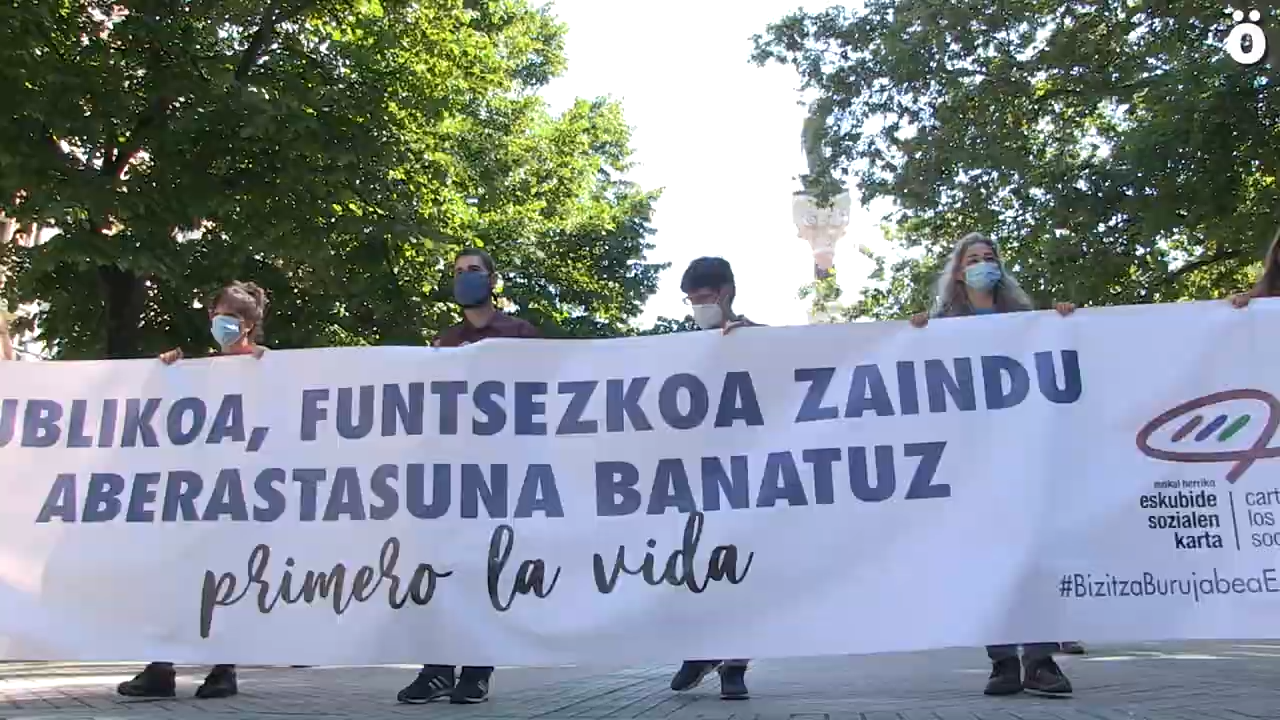 UBLIKOA, FUNTSEZKOA ZAINDU
ABERASTASUNA BANATUZ
primero la vida
euskal herriko
eskubide
sozialen
karta
cart
los
soc
#BizitzaBurujabeaE
ö